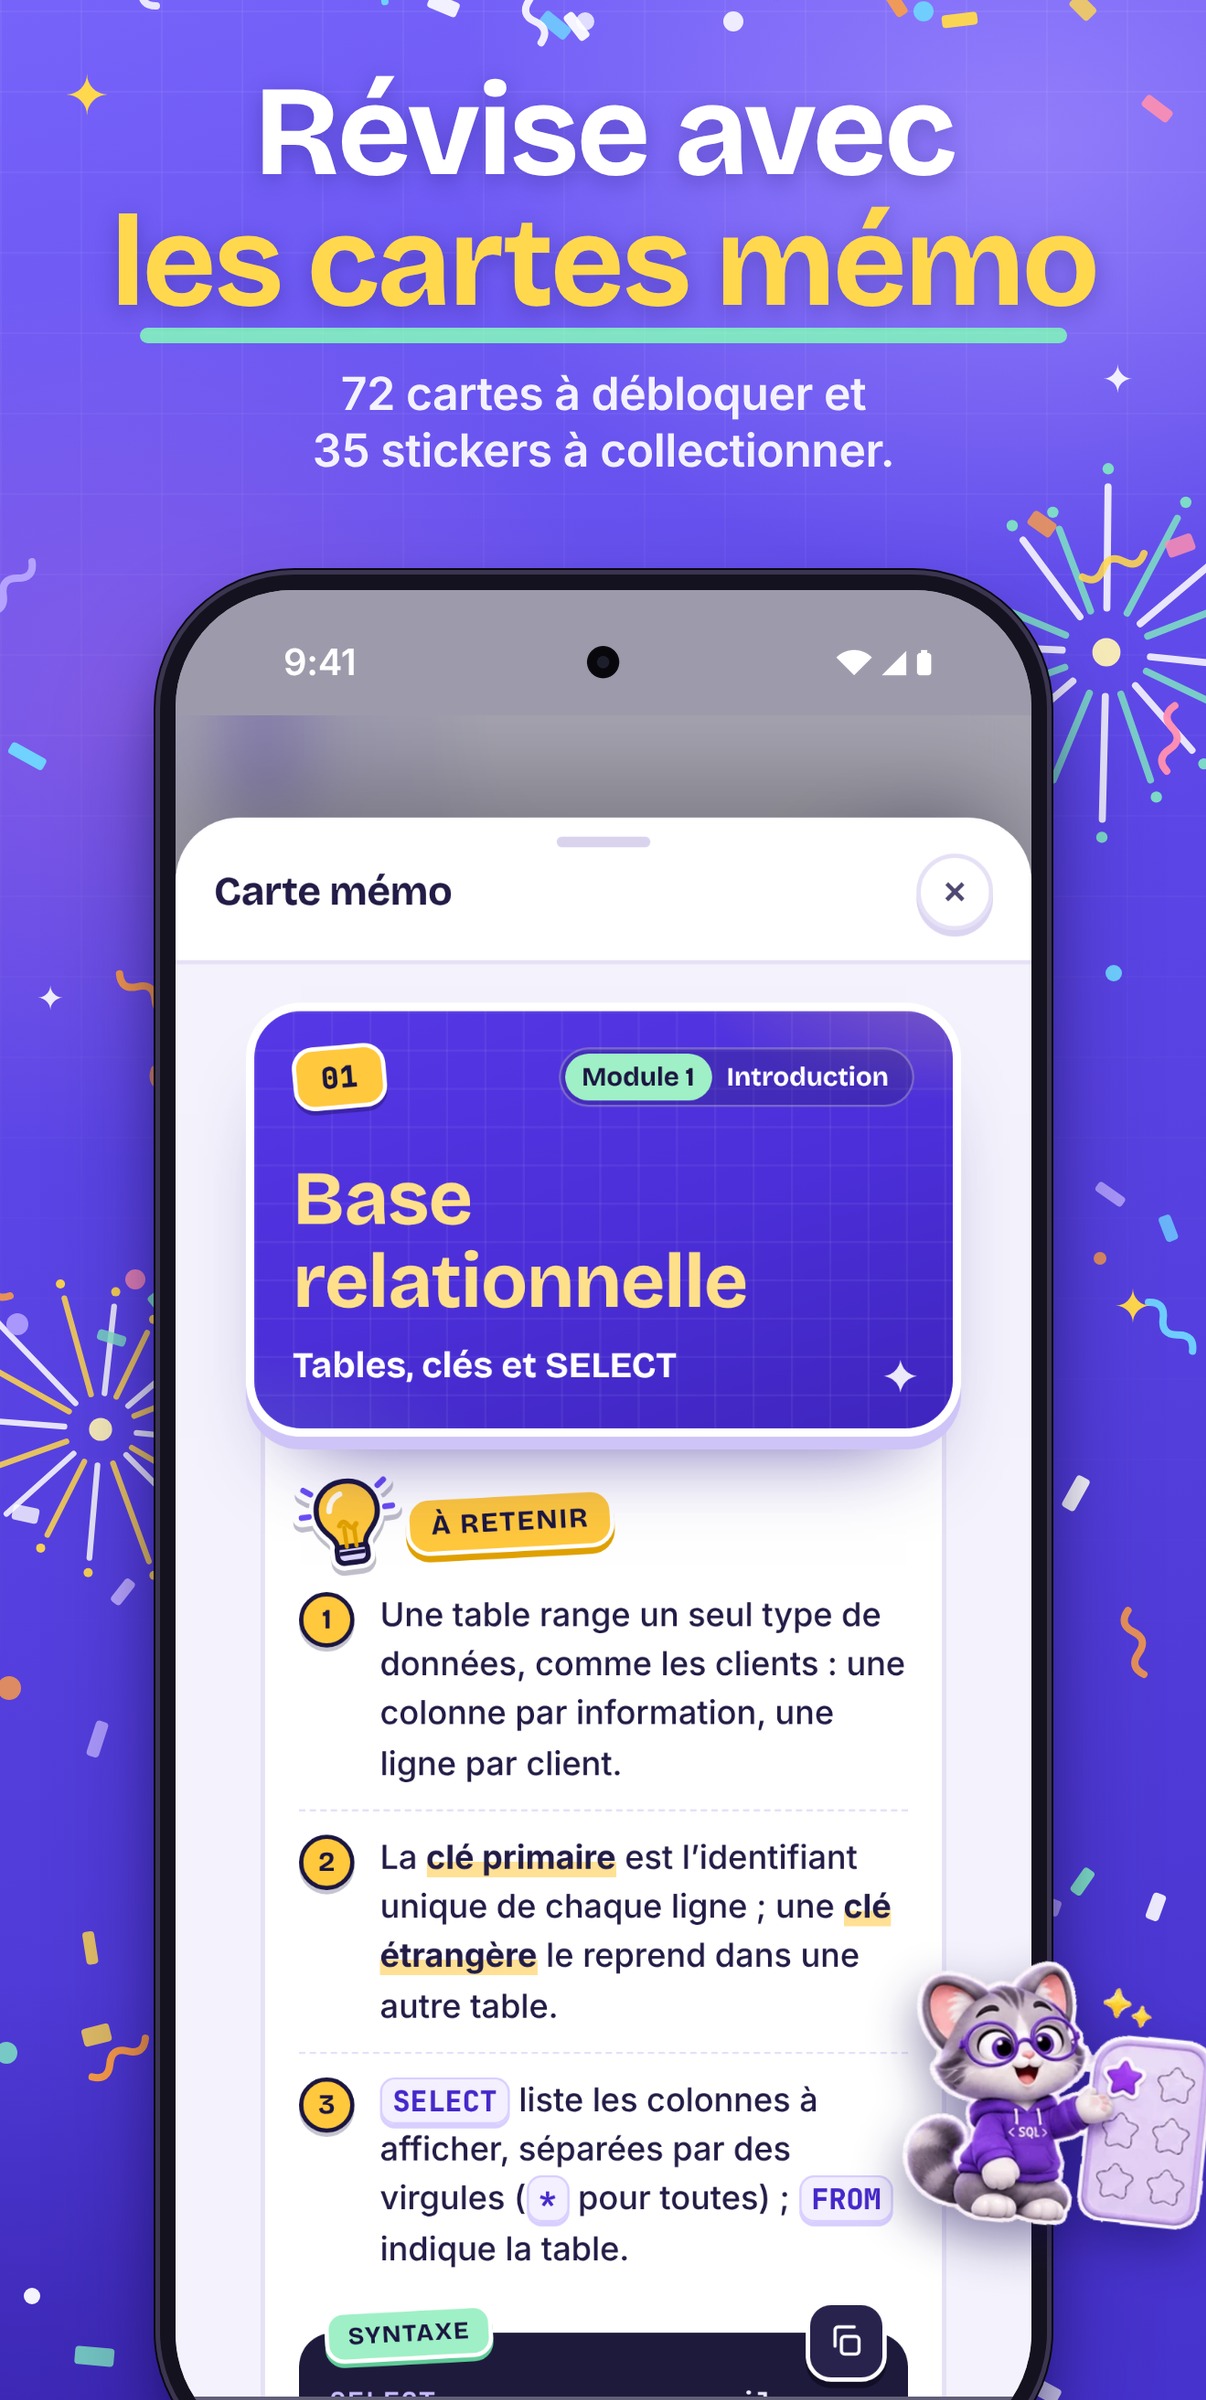 Révise avec
les cartes mémo
72 cartes à débloquer et
35 stickers à collectionner.
9:41
Carte mémo
01
Module 1 Introduction
Base
relationnelle
Tables, clés et SELECT
À RETENIR
1 Une table range un seul type de
données, comme les clients : une
colonne par information, une
ligne par client.
2 La clé primaire est l’identifiant
unique de chaque ligne ; une clé
étrangère le reprend dans une
autre table.
<SQL>
3 SELECT liste les colonnes à
afficher, séparées par des
virgules (* pour toutes) ; FROM
indique la table.
SYNTAXE